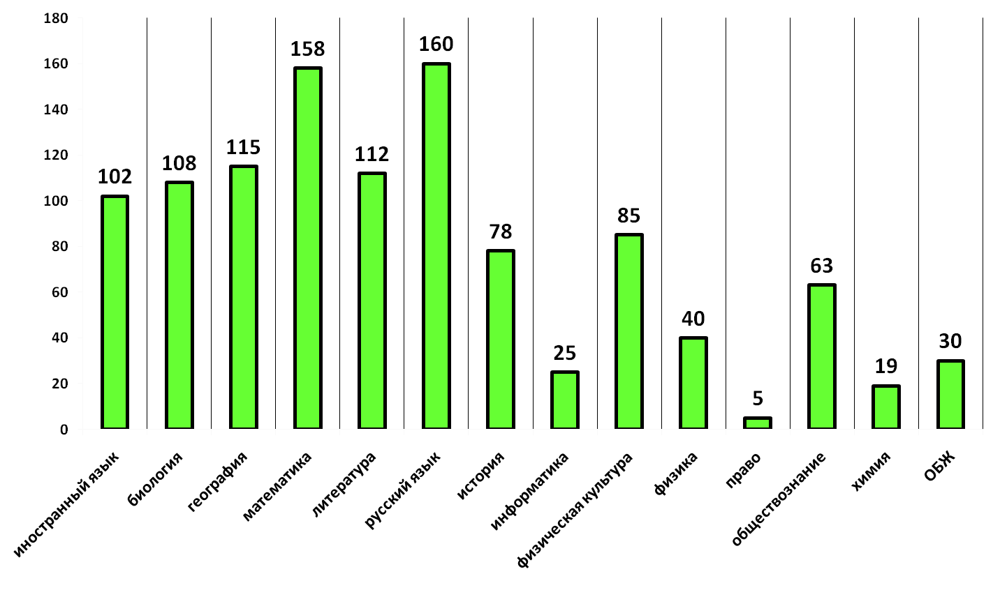 180
160
140
120
100
80
60
40
20
0
102
108
115
158
112
160
78
25
85
40
5
63
19
30
иностранный язык
биология
география
математика
литература
русский язык
история
информатика
физическая культура
физика
право
обществознание
химия
ОБЖ